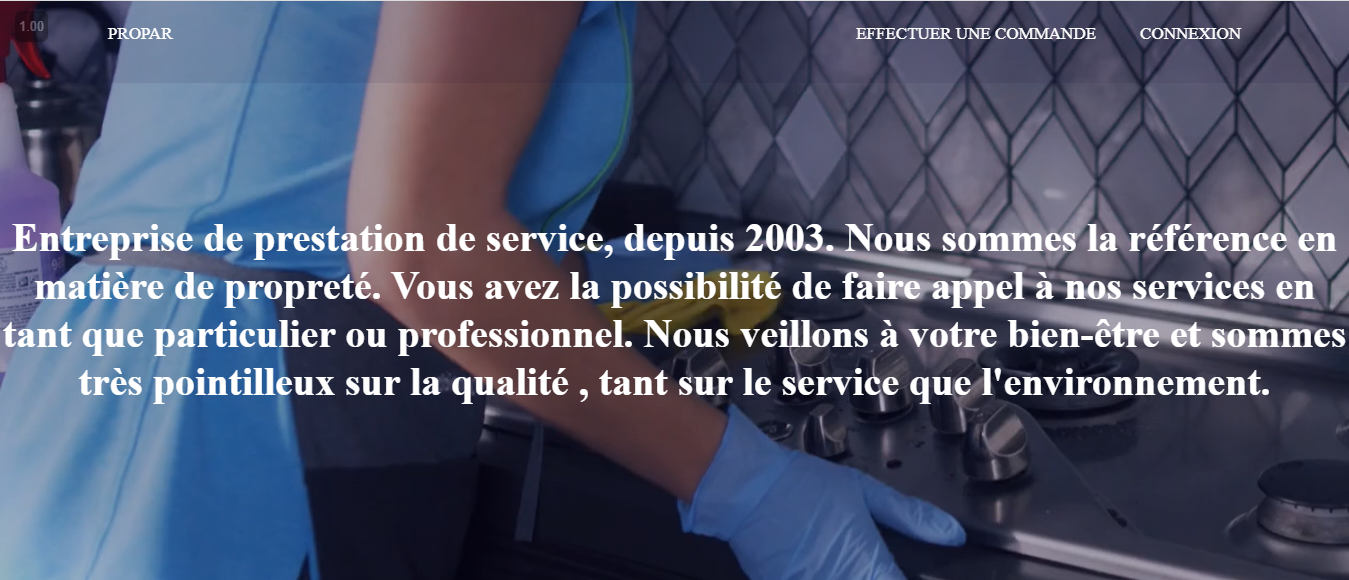 1.00
PROPAR
EFFECTUER UNE COMMANDE
CONNEXION
Entreprise de prestation de service, depuis 2003. Nous sommes la référence en
matière de propreté. Vous avez la possibilité de faire appel à nos services en
tant que particulier ou professionnel. Nous veillons à votre bien-être et sommes
très pointilleux sur la qualité , tant sur le service que l'environnement.